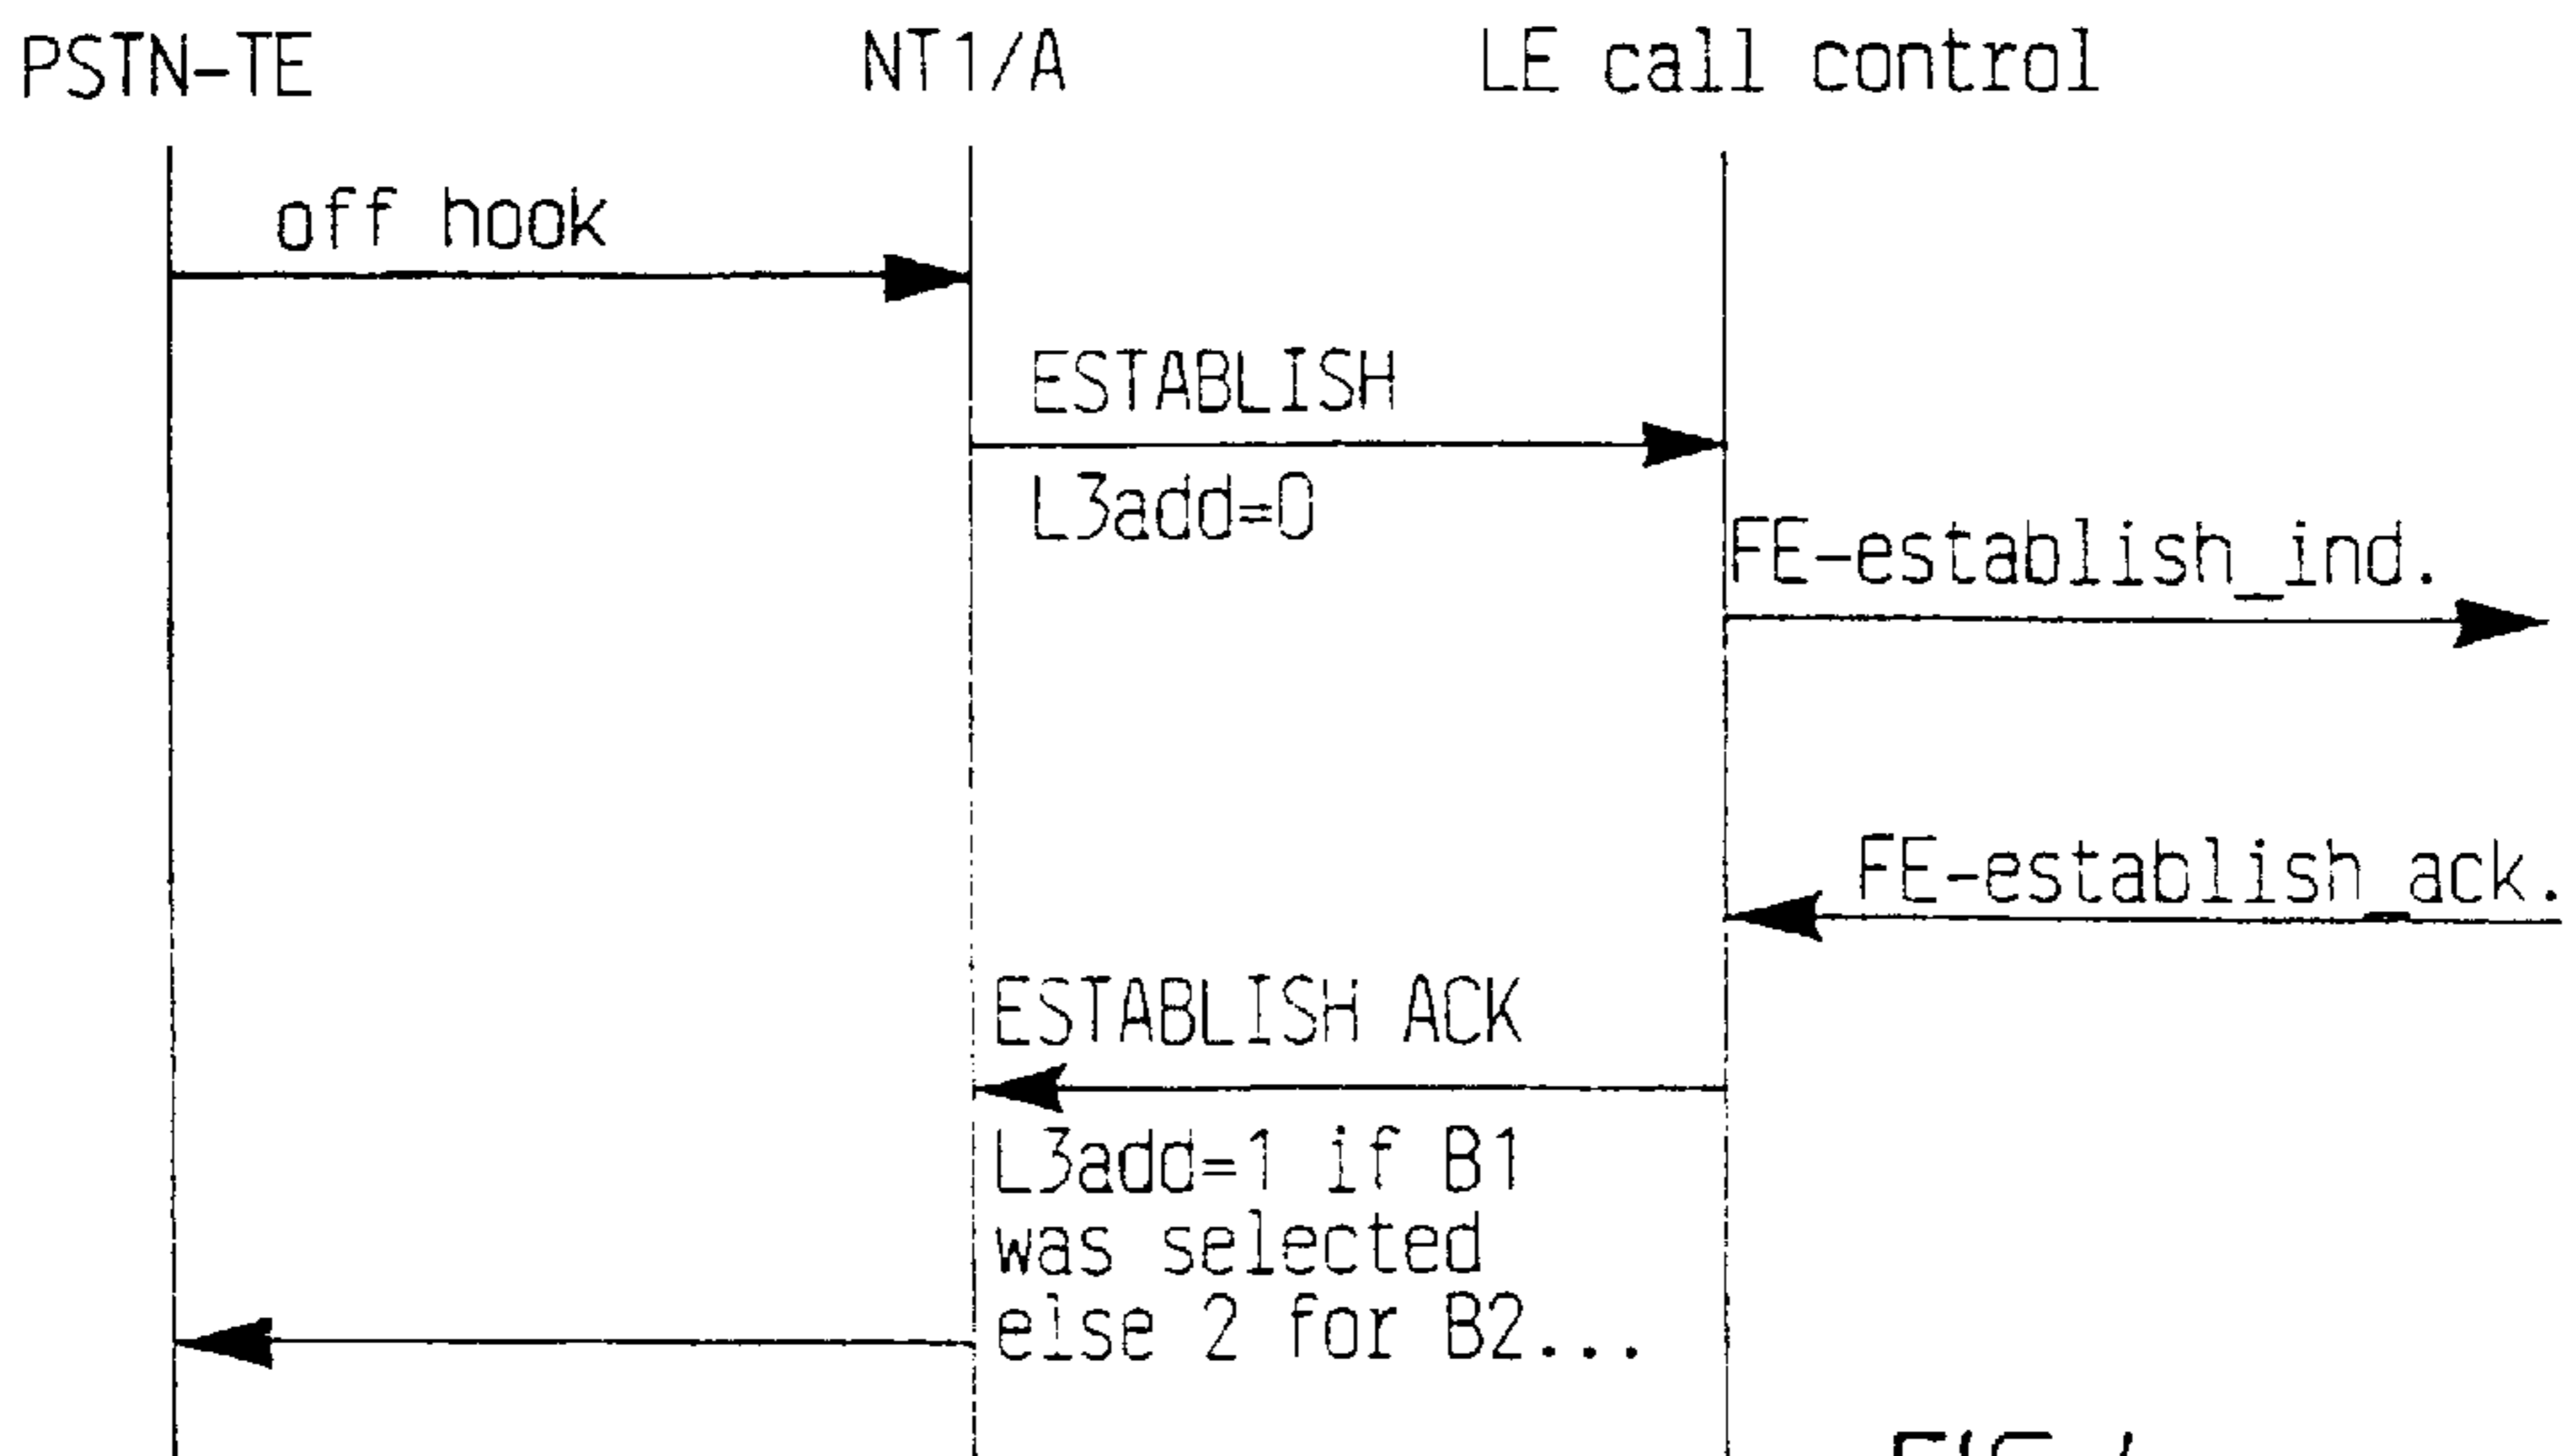 PSTN-TE NT1/A LE call control
off hook
ESTABLISH
L3add=0
FE-establish_ind.
FE-establish_ack.
ESTABLISH ACK
L3add=1 if B1
was selected
else 2 for B2...